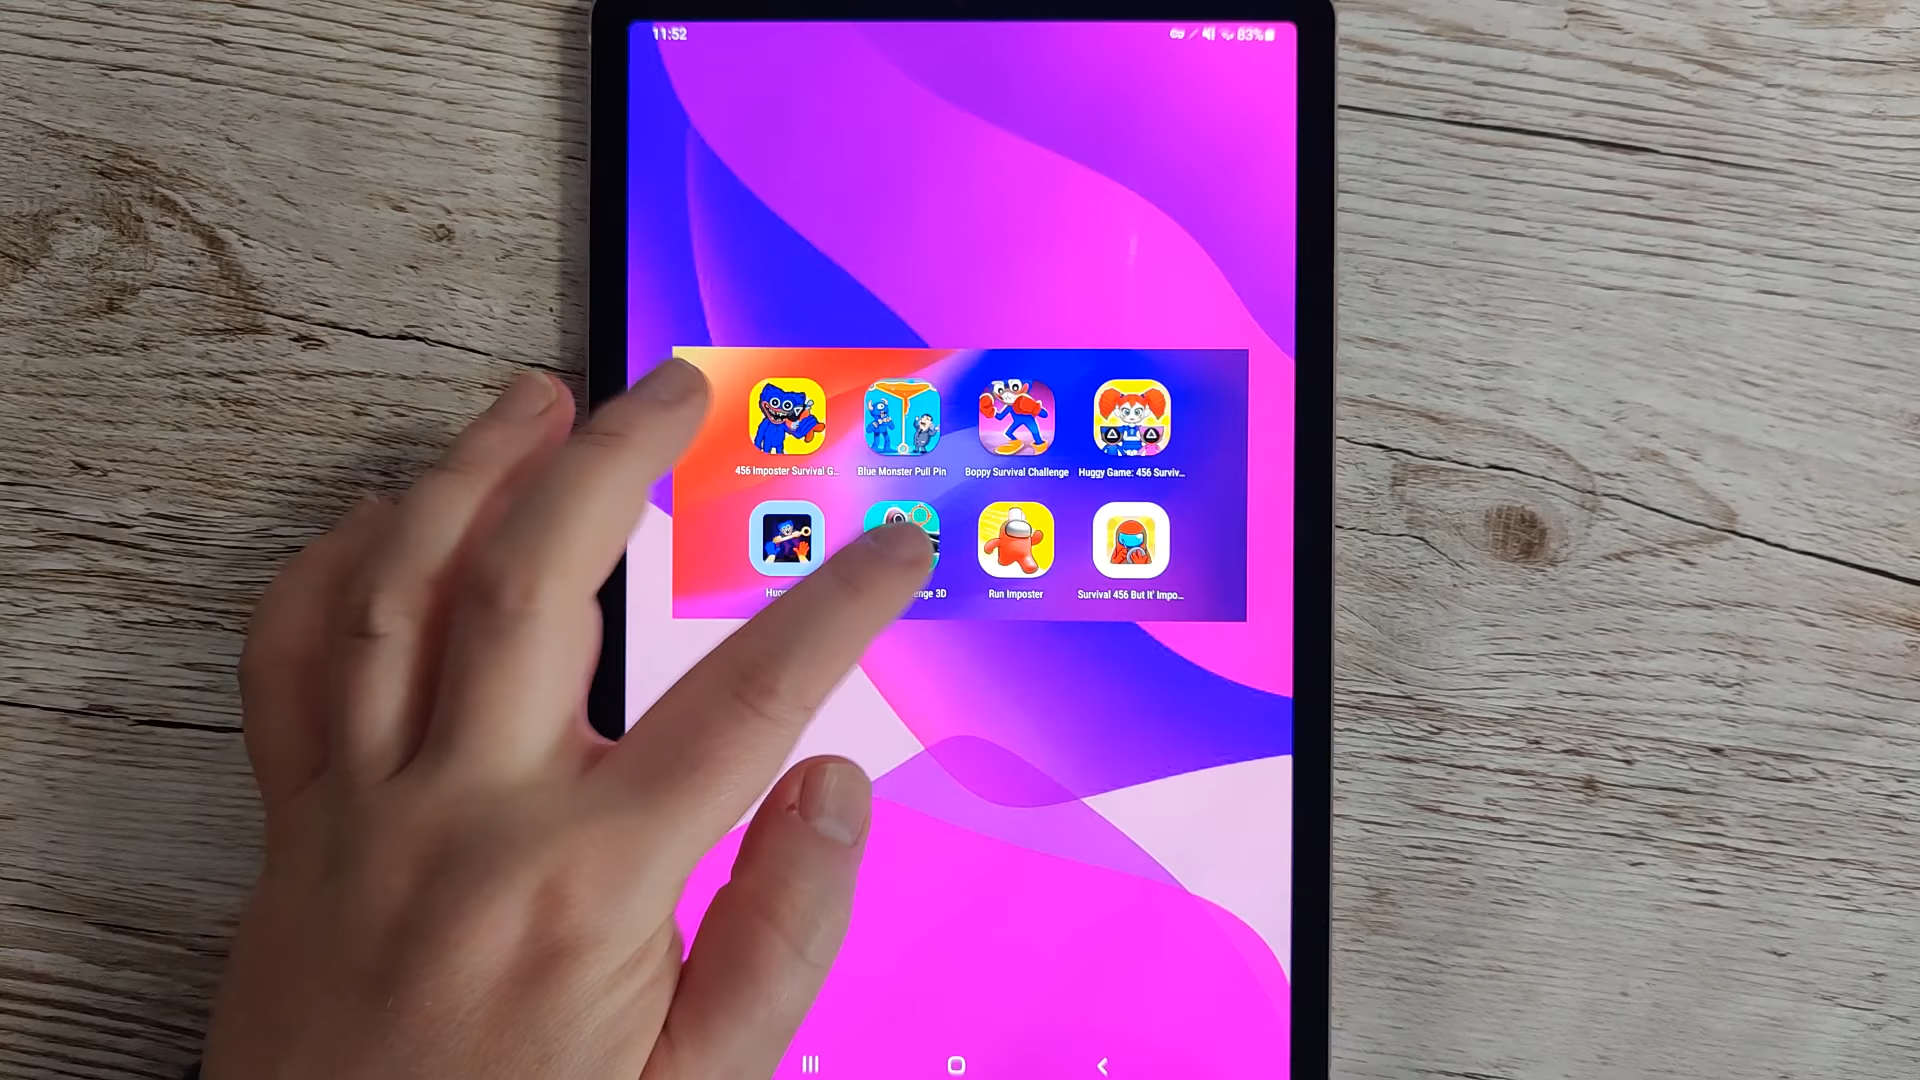 11:52
83%
456 Imposter Survival G...
Blue Monster Pull Pin
Boppy Survival Challenge
Huggy Game: 456 Surviv...
3D
Run Imposter
Survival 456 But It' Impo...